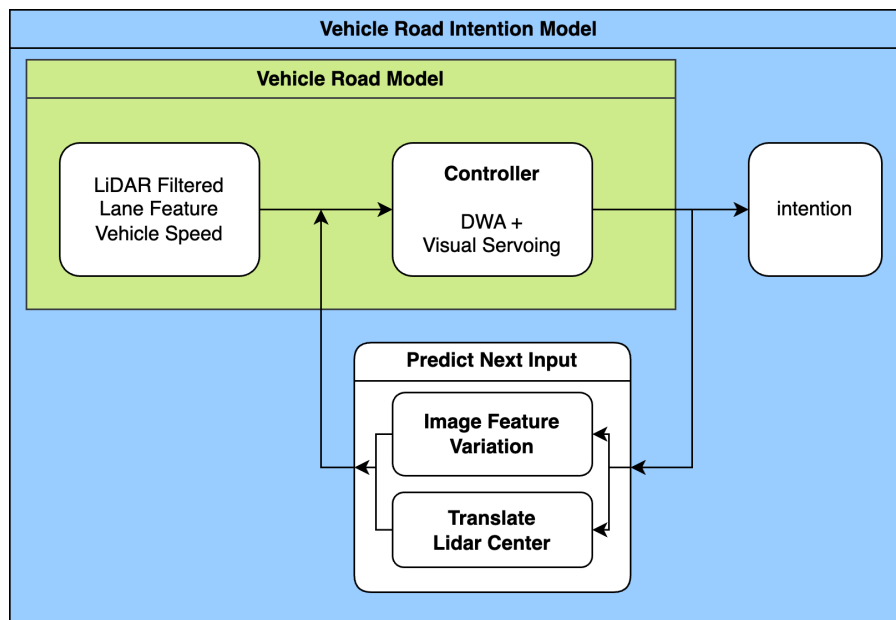 Vehicle Road Intention Model
Vehicle Road Model
LiDAR Filtered
Lane Feature
Vehicle Speed
Controller
DWA +
Visual Servoing
intention
Predict Next Input
Image Feature
Variation
Translate
Lidar Center